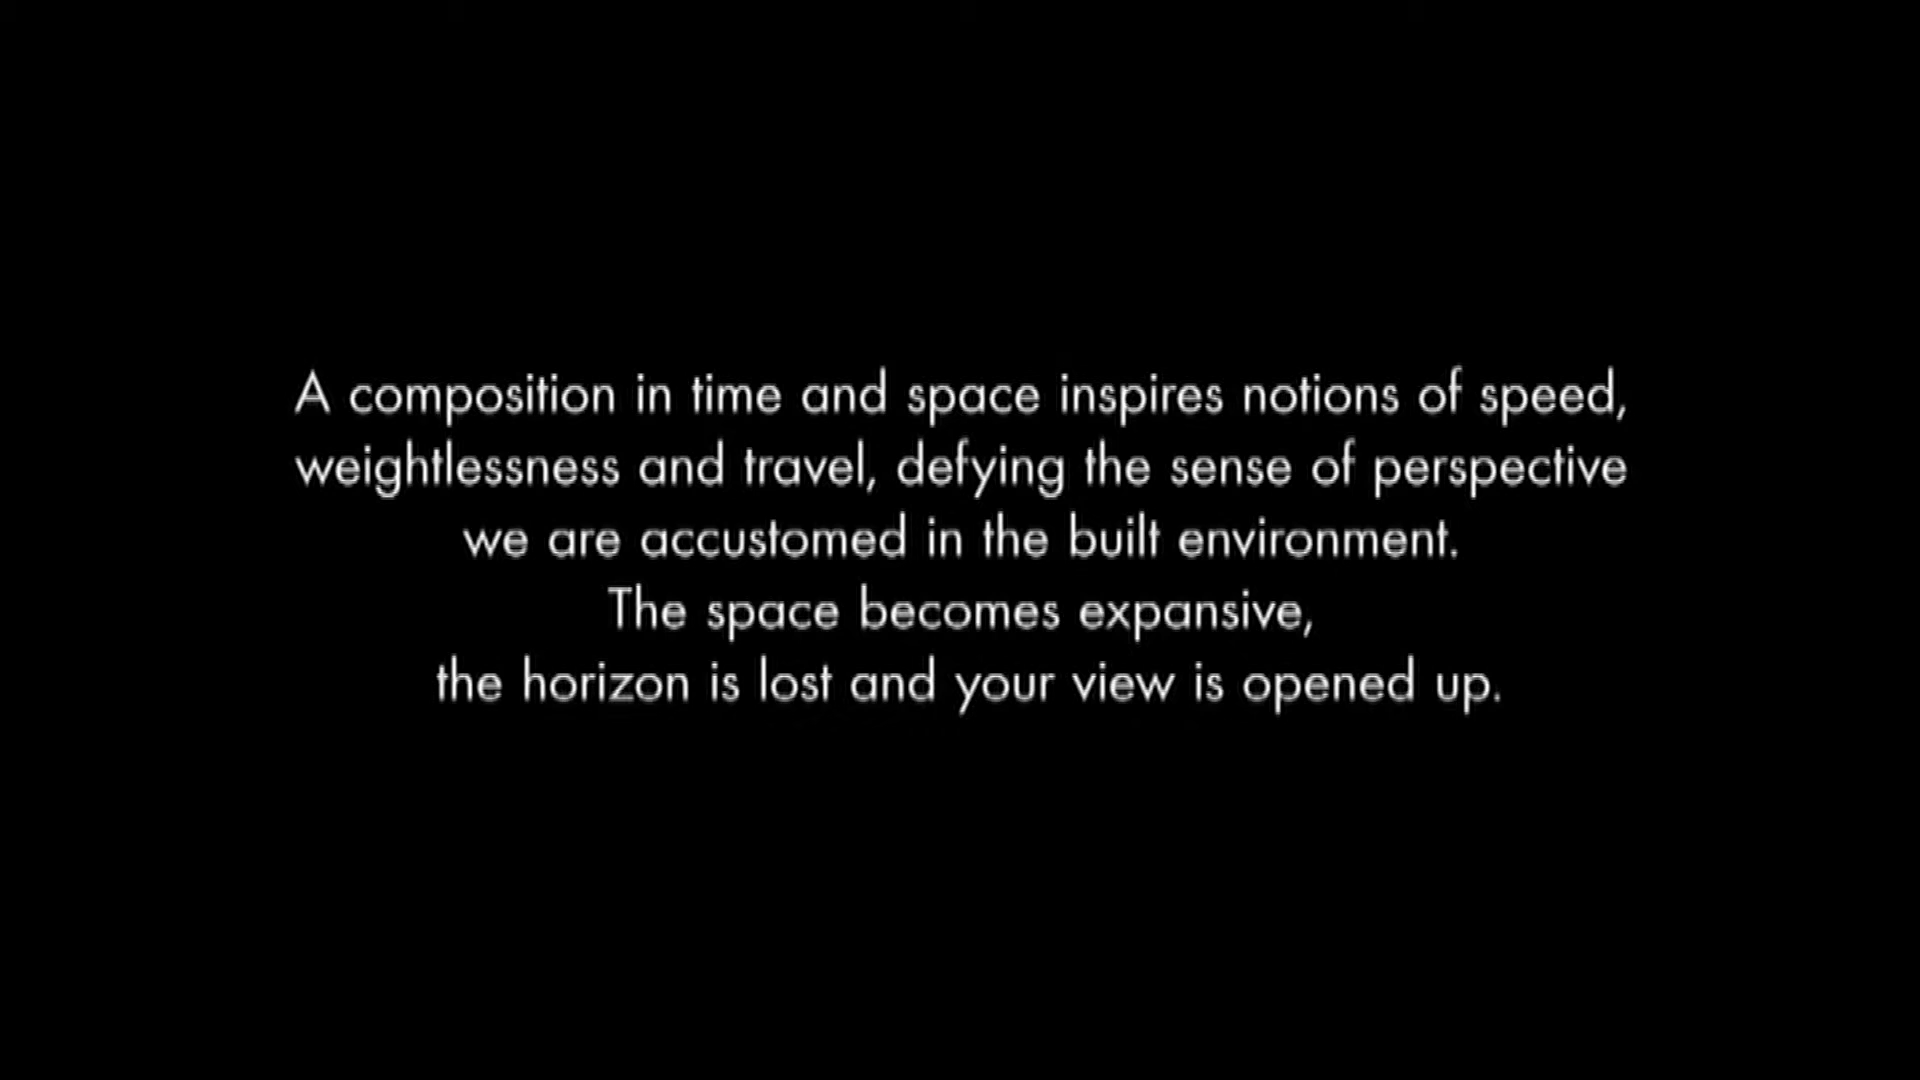 A composition in time and space inspires notions of speed,
weightlessness and travel, defying the sense of perspective
we are accustomed in the built environment.
The space becomes expansive,
the horizon is lost and your view is opened up.